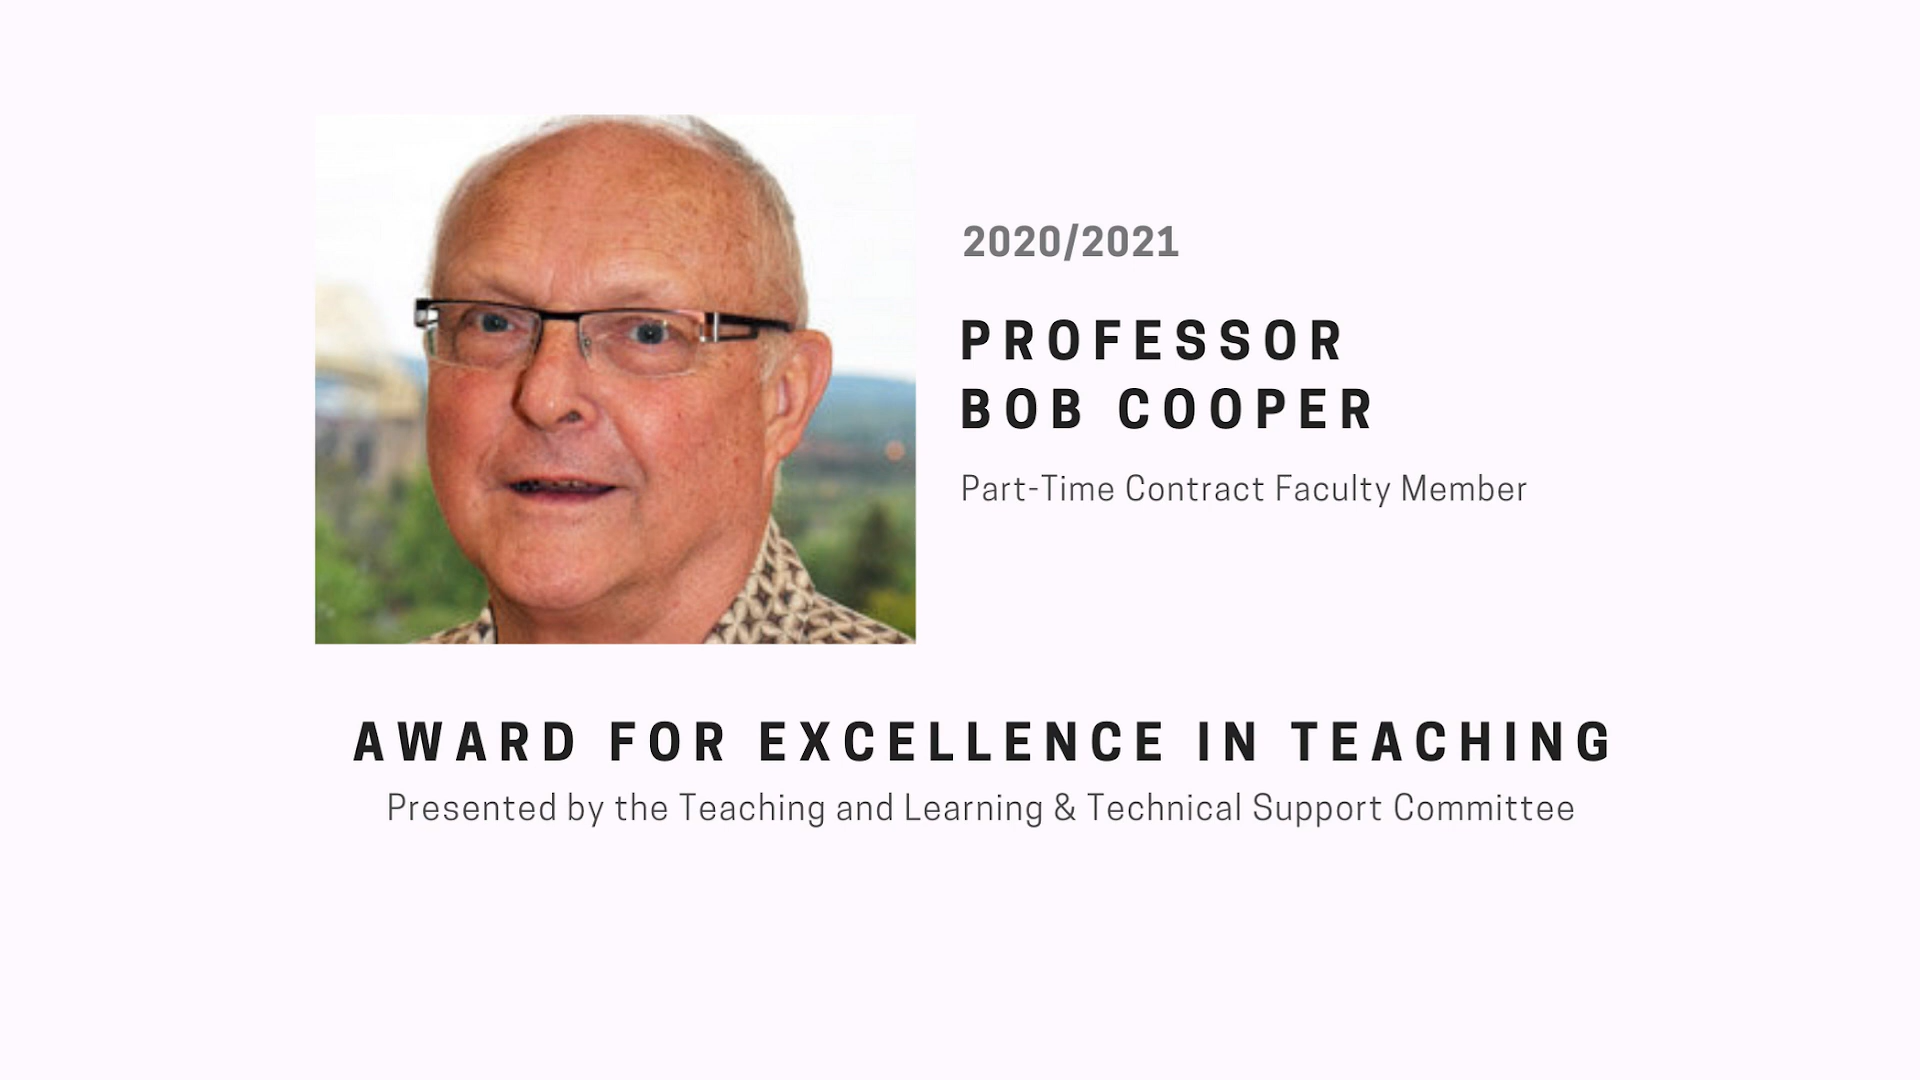 2020/2021
PROFESSOR
BOB COOPER
Part-Time Contract Faculty Member
AWARD FOR EXCELLENCE IN TEACHING
Presented by the Teaching and Learning & Technical Support Committee